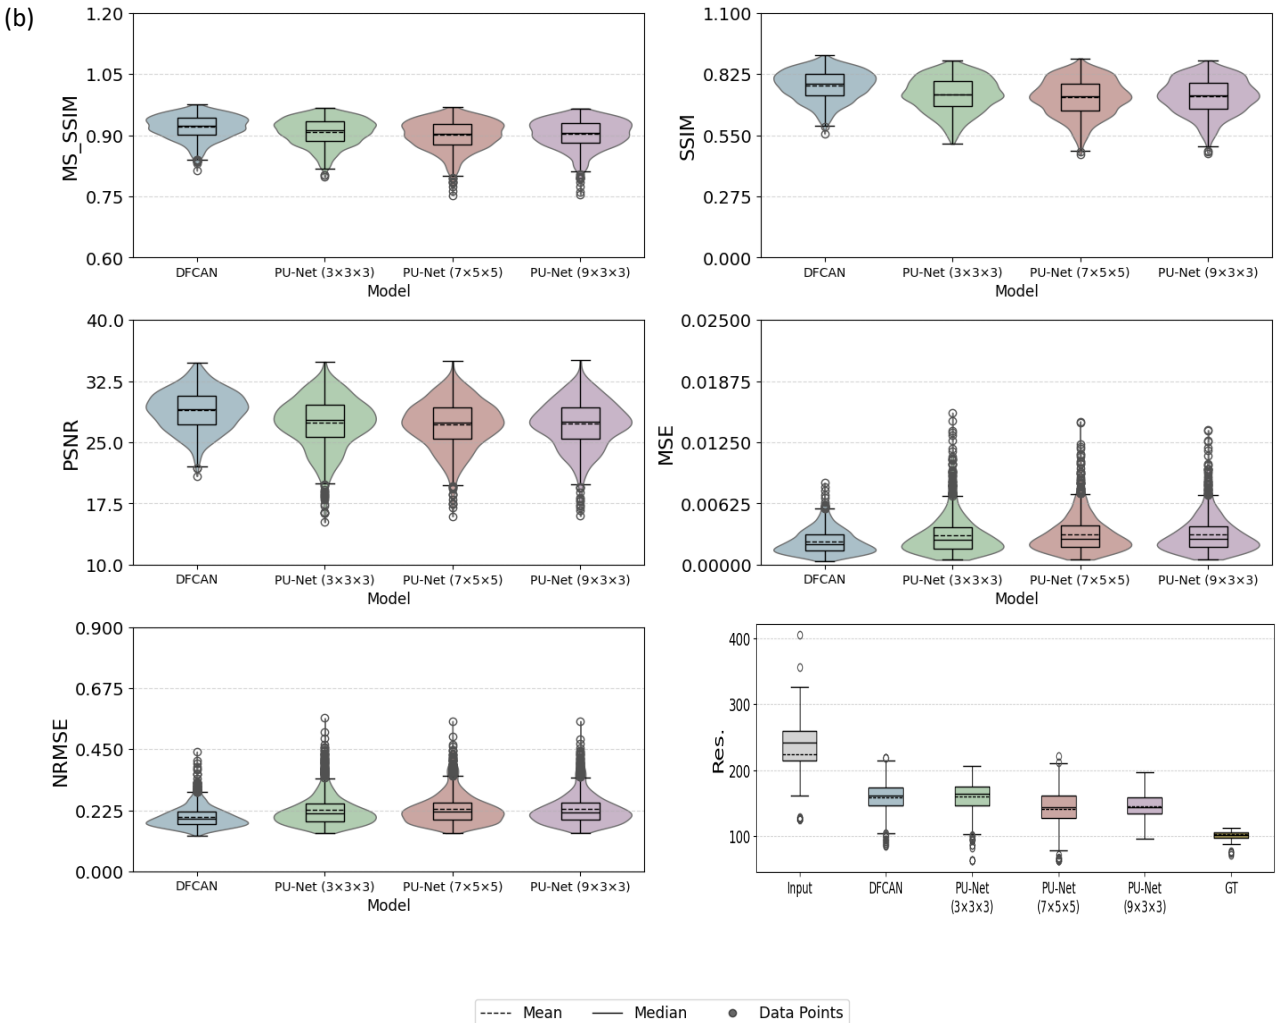 (b)
MS_SSIM
1.20
1.05
0.90
0.75
0.60
DFCAN PU-Net (3×3×3) PU-Net (7×5×5) PU-Net (9×3×3)
Model
SSIM
1.100
0.825
0.550
0.275
0.000
DFCAN PU-Net (3×3×3) PU-Net (7×5×5) PU-Net (9×3×3)
Model
PSNR
40.0
32.5
25.0
17.5
10.0
DFCAN PU-Net (3×3×3) PU-Net (7×5×5) PU-Net (9×3×3)
Model
MSE
0.02500
0.01875
0.01250
0.00625
0.00000
DFCAN PU-Net (3×3×3) PU-Net (7×5×5) PU-Net (9×3×3)
Model
NRMSE
0.900
0.675
0.450
0.225
0.000
DFCAN PU-Net (3×3×3) PU-Net (7×5×5) PU-Net (9×3×3)
Model
Res.
400
300
200
100
Input DFCAN PU-Net PU-Net PU-Net GT
(3×3×3) (7×5×5) (9×3×3)
Mean Median Data Points